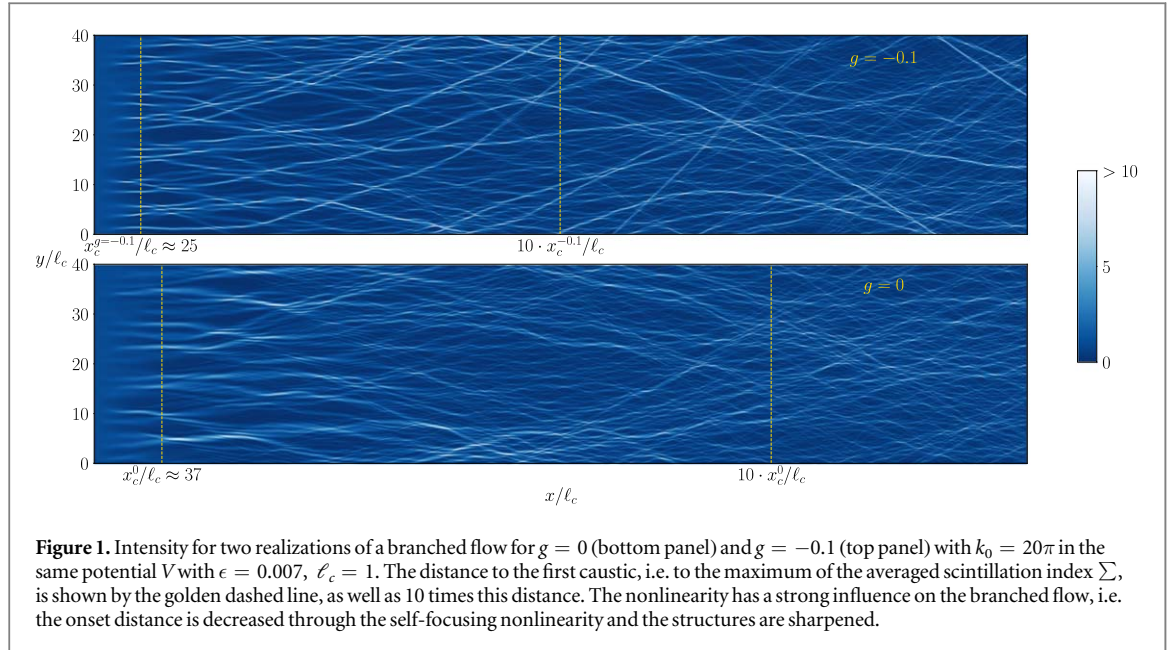 40
30
20
10
0
g = −0.1
x_c^{g=−0.1}/ℓ_c ≈ 25
10 · x_c^{−0.1}/ℓ_c
y/ℓ_c
40
30
20
10
0
g = 0
x_c^0/ℓ_c ≈ 37
10 · x_c^0/ℓ_c
x/ℓ_c
> 10
5
0
Figure 1. Intensity for two realizations of a branched flow for g = 0 (bottom panel) and g = −0.1 (top panel) with k₀ = 20π in the
same potential V with ϵ = 0.007, ℓ_c = 1. The distance to the first caustic, i.e. to the maximum of the averaged scintillation index ∑,
is shown by the golden dashed line, as well as 10 times this distance. The nonlinearity has a strong influence on the branched flow, i.e.
the onset distance is decreased through the self-focusing nonlinearity and the structures are sharpened.